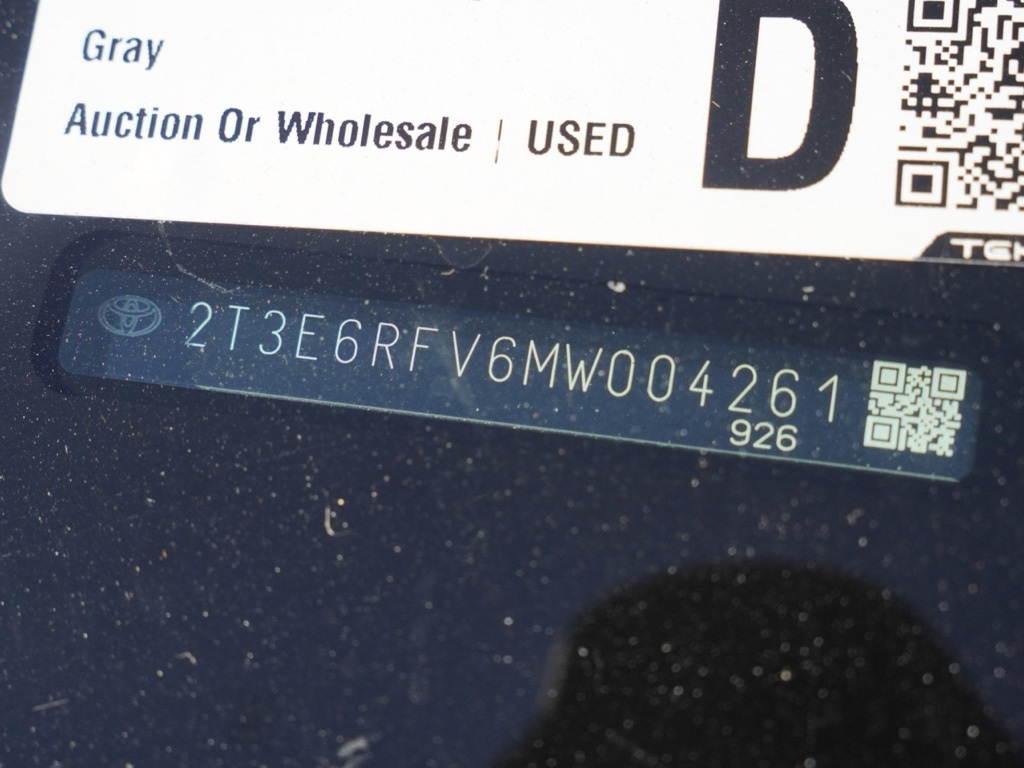 Gray
Auction Or Wholesale | USED
D
2T3E6RFV6MW004261
926